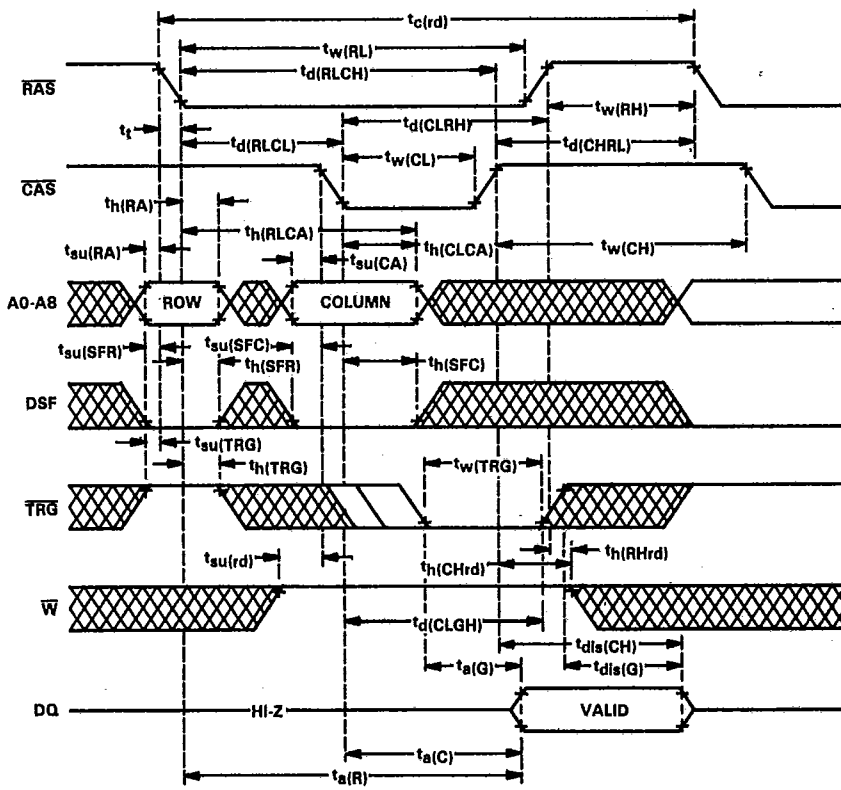 tc(rd)
tw(RL)
td(RLCH)
RAS
tw(RH)
tt
td(CLRH)
td(RLCL)
td(CHRL)
tw(CL)
CAS
th(RA)
th(RLCA)
th(CLCA)
tw(CH)
tsu(RA)
tsu(CA)
A0-A8
ROW
COLUMN
tsu(SFR)
tsu(SFC)
th(SFR)
th(SFC)
DSF
tsu(TRG)
th(TRG)
tw(TRG)
TRG
tsu(rd)
th(RHrd)
th(CHrd)
W
td(CLGH)
tdis(CH)
ta(G)
tdis(G)
DQ
HI-Z
VALID
ta(C)
ta(R)